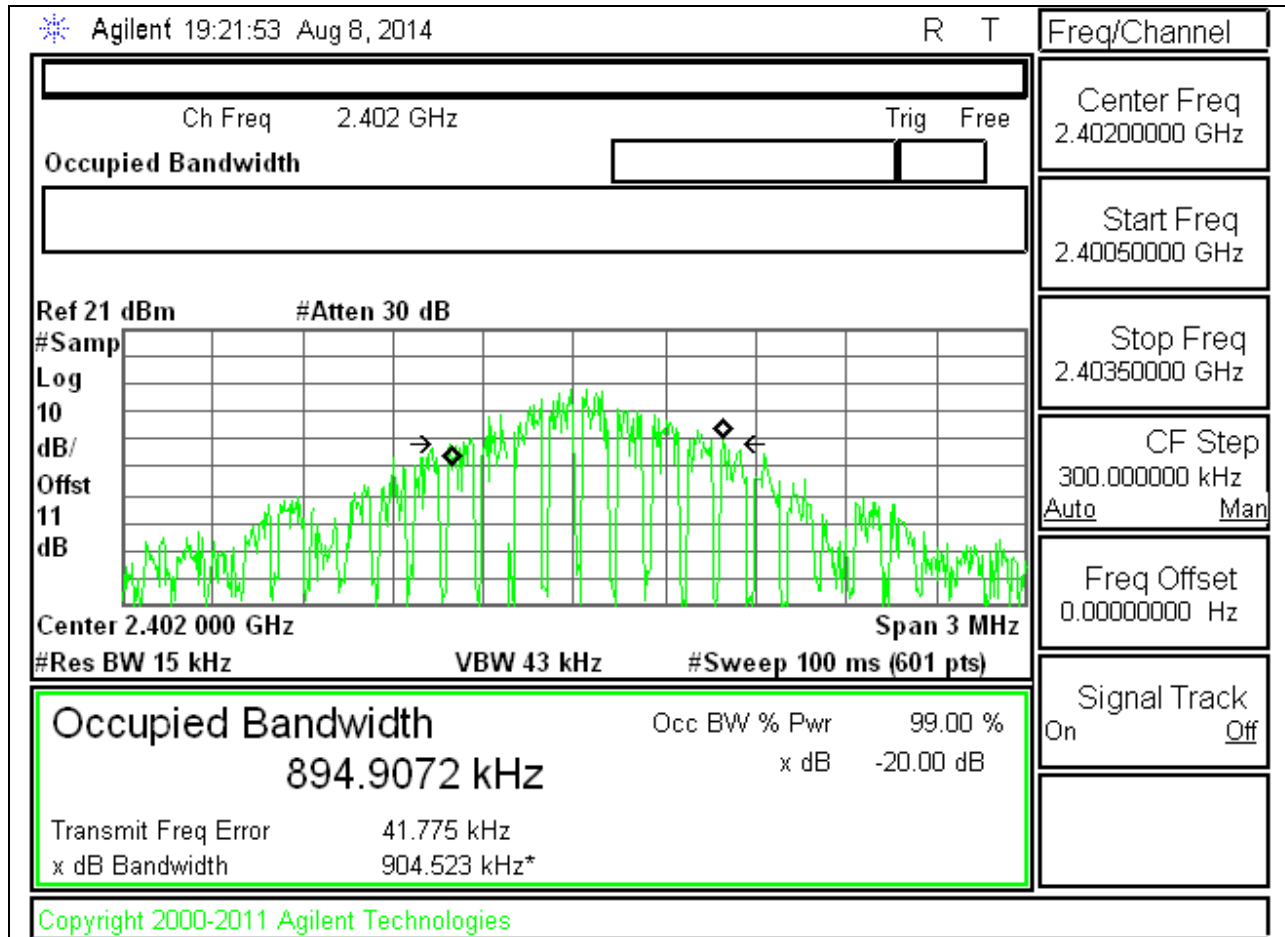 Agilent 19:21:53 Aug 8, 2014 R T
Ch Freq 2.402 GHz Trig Free
Occupied Bandwidth
Ref 21 dBm #Atten 30 dB
#Samp
Log
10
dB/
Offst
11
dB
Center 2.402 000 GHz Span 3 MHz
#Res BW 15 kHz VBW 43 kHz #Sweep 100 ms (601 pts)
Occupied Bandwidth Occ BW % Pwr 99.00 %
894.9072 kHz x dB -20.00 dB
Transmit Freq Error 41.775 kHz
x dB Bandwidth 904.523 kHz*
Copyright 2000-2011 Agilent Technologies
Freq/Channel
Center Freq
2.40200000 GHz
Start Freq
2.40050000 GHz
Stop Freq
2.40350000 GHz
CF Step
300.000000 kHz
Auto Man
Freq Offset
0.00000000 Hz
Signal Track
On Off